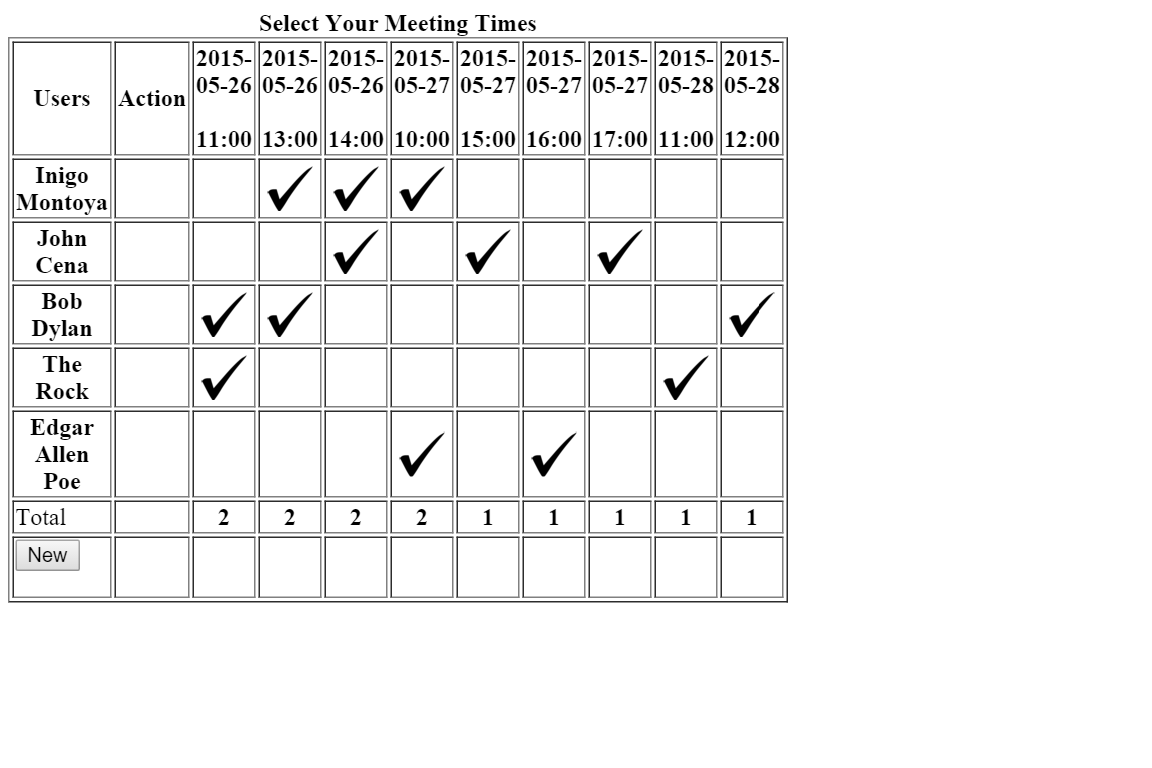 Select Your Meeting Times
Users Action 2015-05-26 11:00 2015-05-26 13:00 2015-05-26 14:00 2015-05-27 10:00 2015-05-27 15:00 2015-05-27 16:00 2015-05-27 17:00 2015-05-28 11:00 2015-05-28 12:00
Inigo
Montoya ✓ ✓ ✓
John
Cena ✓ ✓ ✓
Bob
Dylan ✓ ✓ ✓
The
Rock ✓ ✓
Edgar
Allen
Poe ✓ ✓
Total 2 2 2 2 1 1 1 1 1
New